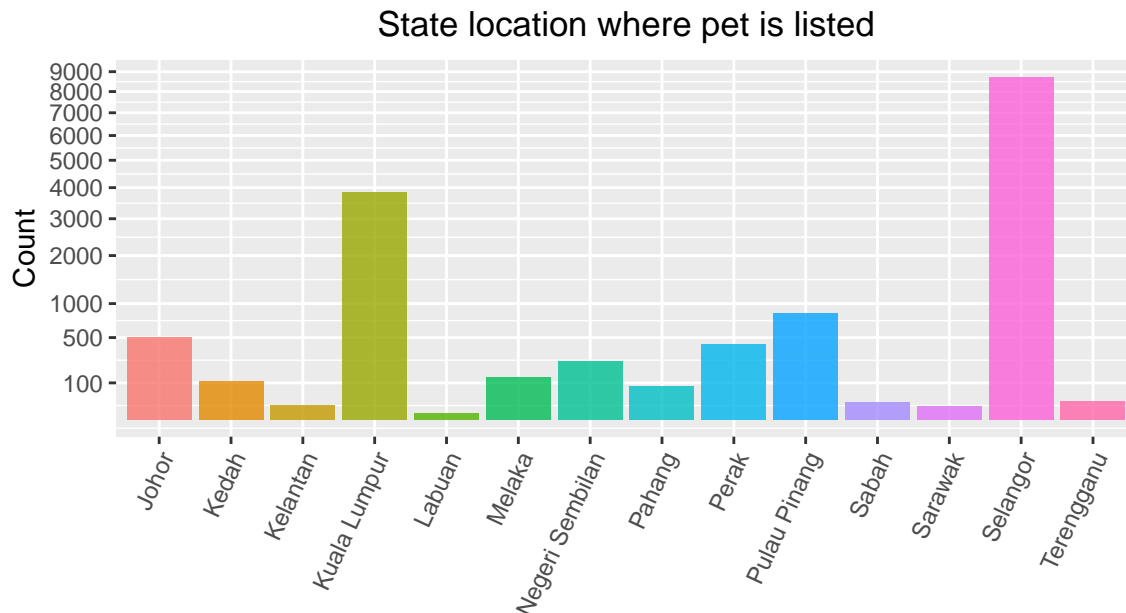 State location where pet is listed
9000
8000
7000
6000
5000
4000
3000
2000
1000
500
100
Count
Johor
Kedah
Kelantan
Kuala Lumpur
Labuan
Melaka
Negeri Sembilan
Pahang
Perak
Pulau Pinang
Sabah
Sarawak
Selangor
Terengganu